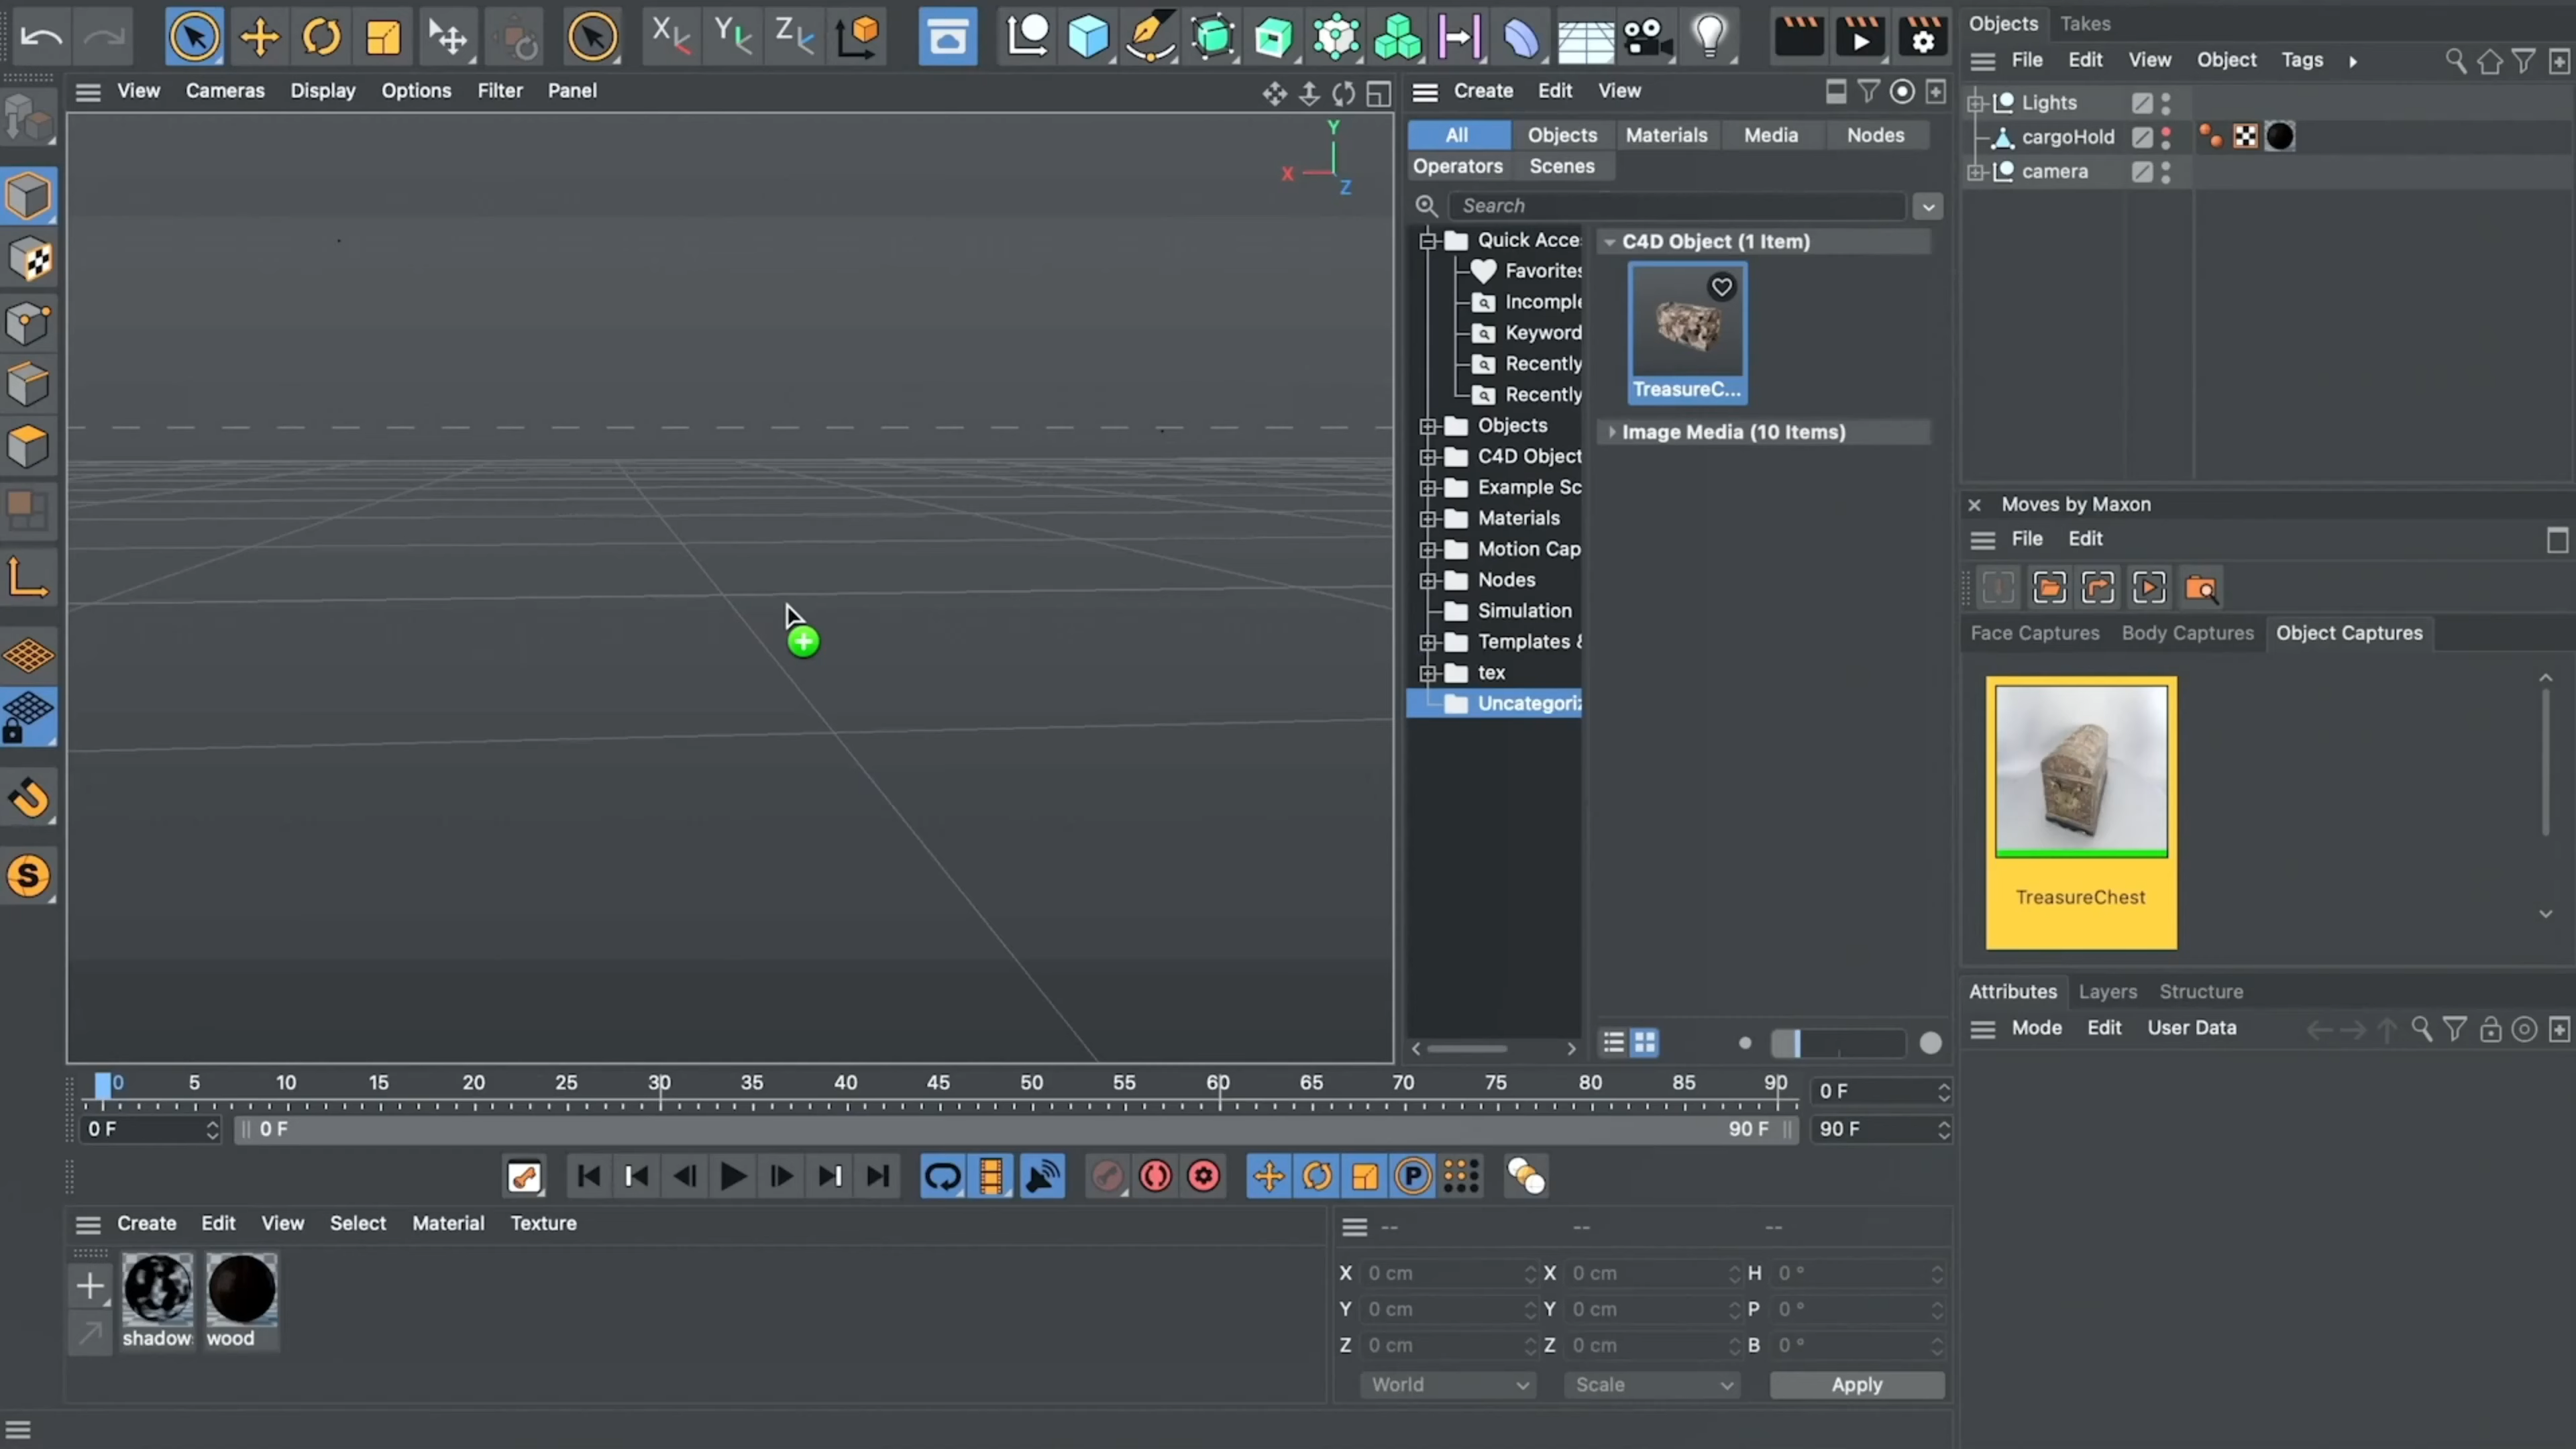 X Y Z
Objects Takes
File Edit View Object Tags
View Cameras Display Options Filter Panel
Create Edit View
Lights
cargoHold
camera
All Objects Materials Media Nodes
Operators Scenes
Search
Y
X
Z
Quick Acce
Favorites
Incomple
Keyword
Recently
Recently
Objects
C4D Object
Example Sc
Materials
Motion Cap
Nodes
Simulation
Templates &
tex
Uncategoriz
C4D Object (1 Item)
TreasureC...
Image Media (10 Items)
Moves by Maxon
File Edit
Face Captures Body Captures Object Captures
TreasureChest
Attributes Layers Structure
Mode Edit User Data
S
0 5 10 15 20 25 30 35 40 45 50 55 60 65 70 75 80 85 90 0 F
0 F 0 F 90 F 90 F
P
Create Edit View Select Material Texture
-- -- --
shadow
wood
X 0 cm X 0 cm H 0 °
Y 0 cm Y 0 cm P 0 °
Z 0 cm Z 0 cm B 0 °
World Scale Apply